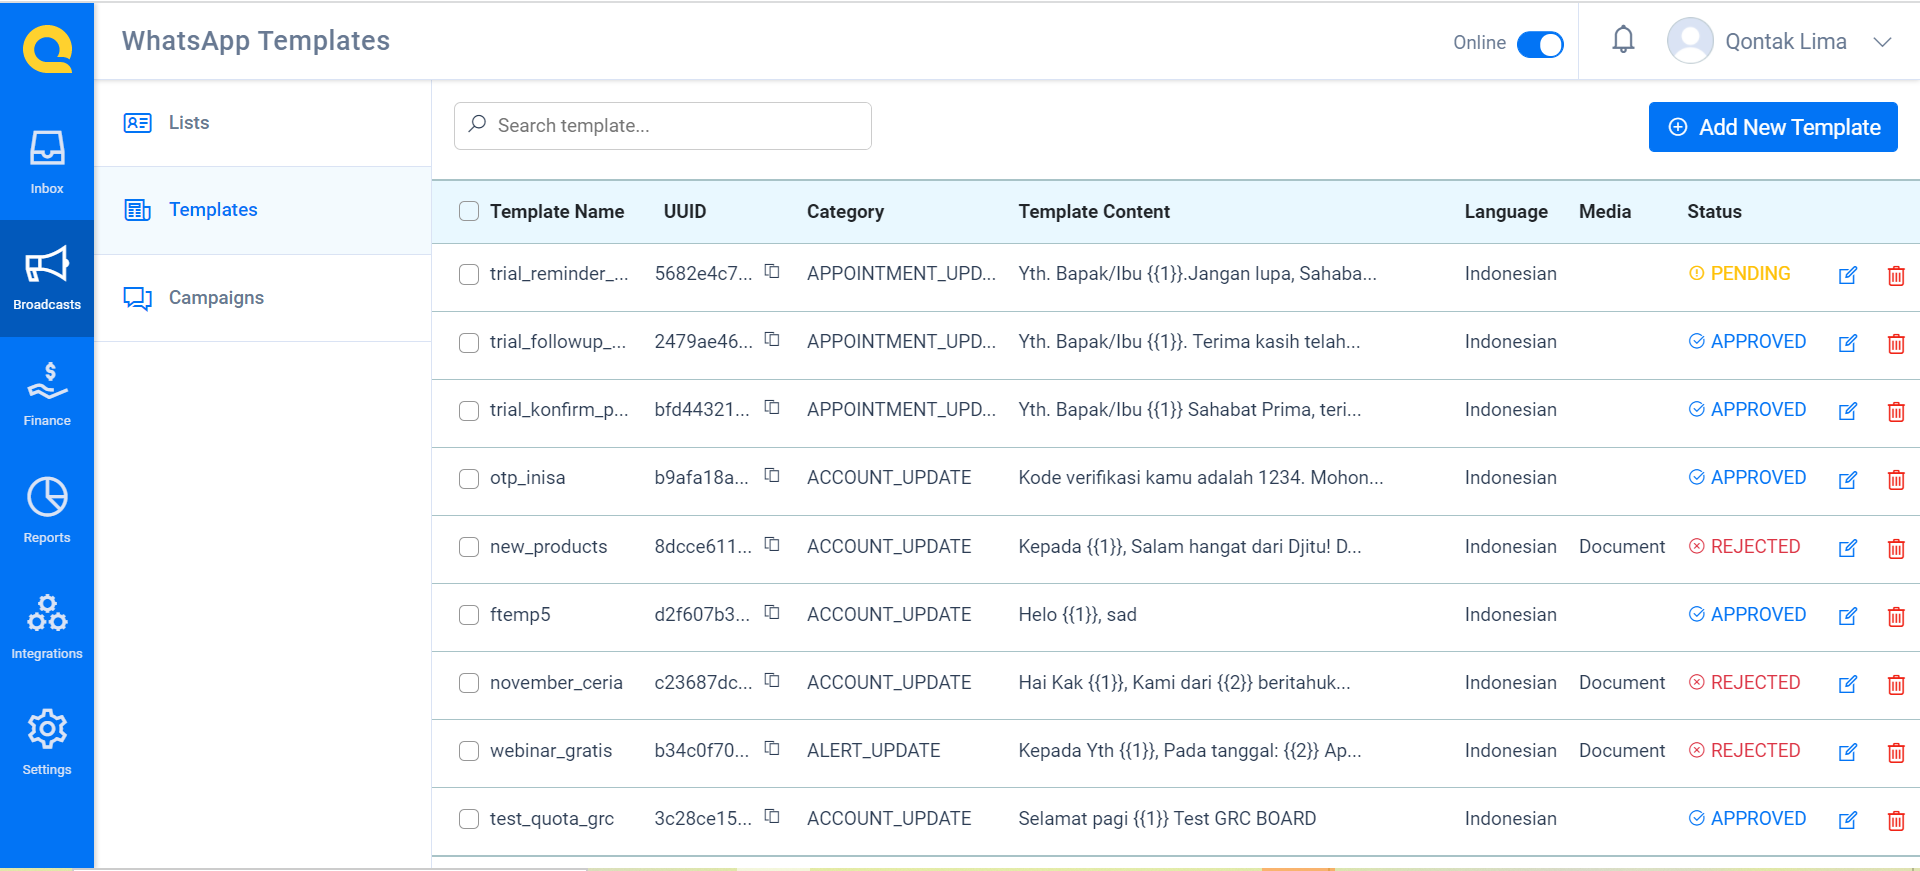 WhatsApp Templates
Online
Qontak Lima
Inbox
Broadcasts
Finance
Reports
Integrations
Settings
Lists
Templates
Campaigns
Search template...
Add New Template
Template Name UUID Category Template Content Language Media Status
trial_reminder_... 5682e4c7... APPOINTMENT_UPD... Yth. Bapak/Ibu {{1}}.Jangan lupa, Sahaba... Indonesian PENDING
trial_followup_... 2479ae46... APPOINTMENT_UPD... Yth. Bapak/Ibu {{1}}. Terima kasih telah... Indonesian APPROVED
trial_konfirm_p... bfd44321... APPOINTMENT_UPD... Yth. Bapak/Ibu {{1}} Sahabat Prima, teri... Indonesian APPROVED
otp_inisa b9afa18a... ACCOUNT_UPDATE Kode verifikasi kamu adalah 1234. Mohon... Indonesian APPROVED
new_products 8dcce611... ACCOUNT_UPDATE Kepada {{1}}, Salam hangat dari Djitu! D... Indonesian Document REJECTED
ftemp5 d2f607b3... ACCOUNT_UPDATE Helo {{1}}, sad Indonesian APPROVED
november_ceria c23687dc... ACCOUNT_UPDATE Hai Kak {{1}}, Kami dari {{2}} beritahuk... Indonesian Document REJECTED
webinar_gratis b34c0f70... ALERT_UPDATE Kepada Yth {{1}}, Pada tanggal: {{2}} Ap... Indonesian Document REJECTED
test_quota_grc 3c28ce15... ACCOUNT_UPDATE Selamat pagi {{1}} Test GRC BOARD Indonesian APPROVED